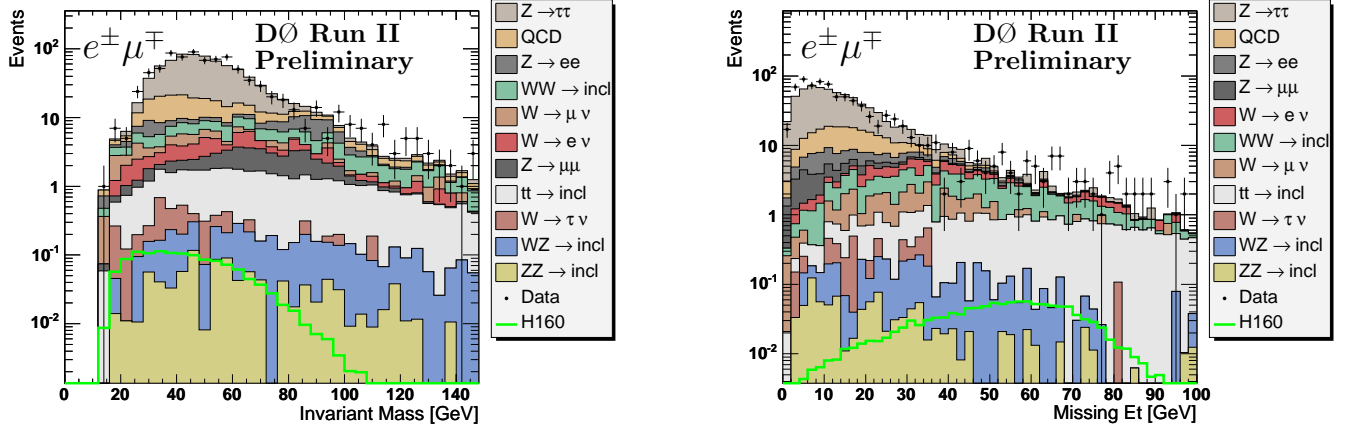 Events
10²
10
1
10⁻¹
10⁻²
e±μ∓
DØ Run II
Preliminary
0 20 40 60 80 100 120 140
Invariant Mass [GeV]
Z → ττ
QCD
Z → ee
WW → incl
W → μ ν
W → e ν
Z → μμ
tt → incl
W → τ ν
WZ → incl
ZZ → incl
Data
H160
Events
10²
10
1
10⁻¹
10⁻²
e±μ∓
DØ Run II
Preliminary
0 10 20 30 40 50 60 70 80 90 100
Missing Et [GeV]
Z → ττ
QCD
Z → ee
Z → μμ
W → e ν
WW → incl
W → μ ν
tt → incl
W → τ ν
WZ → incl
ZZ → incl
Data
H160